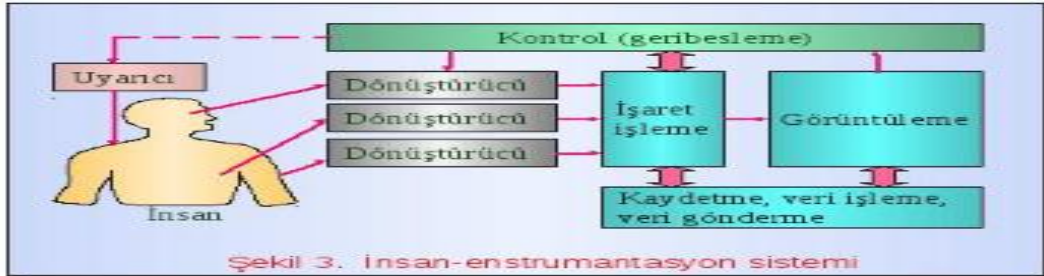 Kontrol (geribesleme)
Uyarıcı
Dönüştürücü
Dönüştürücü
Dönüştürücü
İşaret
işleme
Görüntüleme
İnsan
Kaydetme, veri işleme,
veri gönderme
Şekil 3. İnsan-enstrumantasyon sistemi